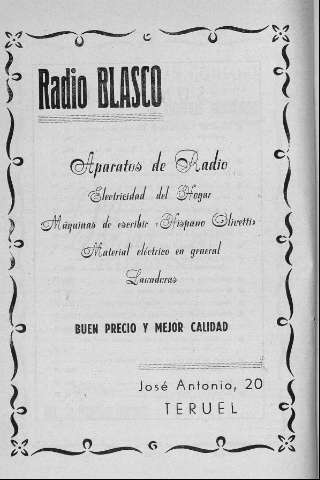 Radio BLASCO
Aparatos de Radio
Electricidad del Hogar
Máquinas de escribir «Hispano Olivetti»
Material eléctrico en general
Lavadoras
BUEN PRECIO Y MEJOR CALIDAD
José Antonio, 20
TERUEL